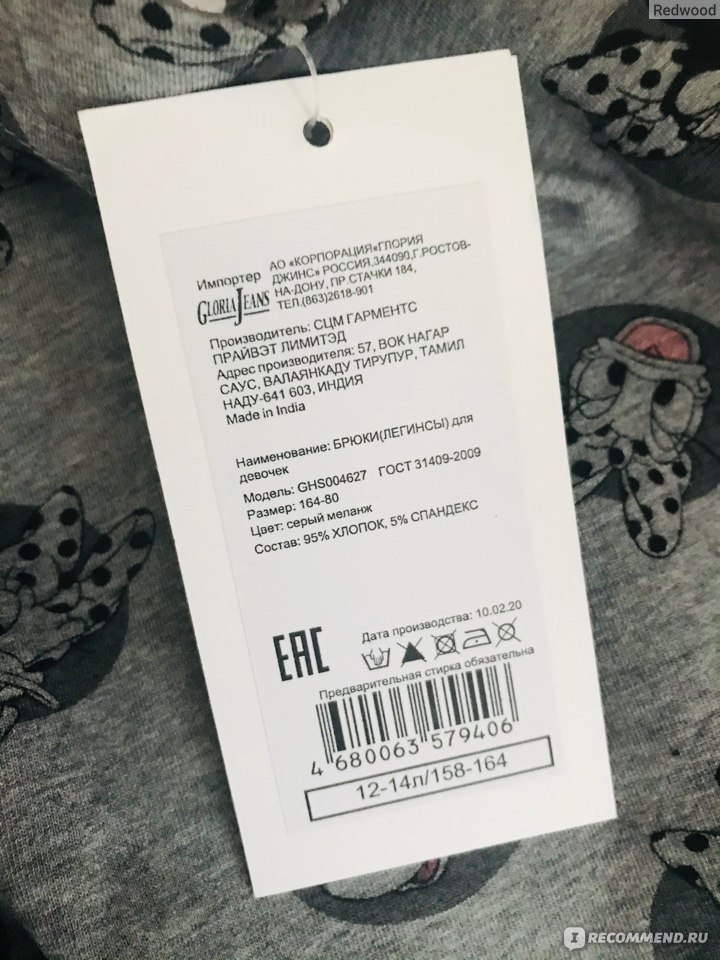 Redwood
Импортер
GLORIA JEANS
АО «КОРПОРАЦИЯ«ГЛОРИЯ
ДЖИНС» РОССИЯ,344090,Г.РОСТОВ-
НА-ДОНУ, ПР.СТАЧКИ 184,
ТЕЛ.(863)2618-901
Производитель: СЦМ ГАРМЕНТС
ПРАЙВЭТ ЛИМИТЭД
Адрес производителя: 57, ВОК НАГАР
САУС, ВАЛАЯНКАДУ ТИРУПУР, ТАМИЛ
НАДУ-641 603, ИНДИЯ
Made in India
Наименование: БРЮКИ(ЛЕГИНСЫ) для
девочек
Модель: GHS004627 ГОСТ 31409-2009
Размер: 164-80
Цвет: серый меланж
Состав: 95% ХЛОПОК, 5% СПАНДЕКС
EAC
Дата производства: 10.02.20
Предварительная стирка обязательна
4 680063 579406
12-14л/158-164
IRECOMMEND.RU